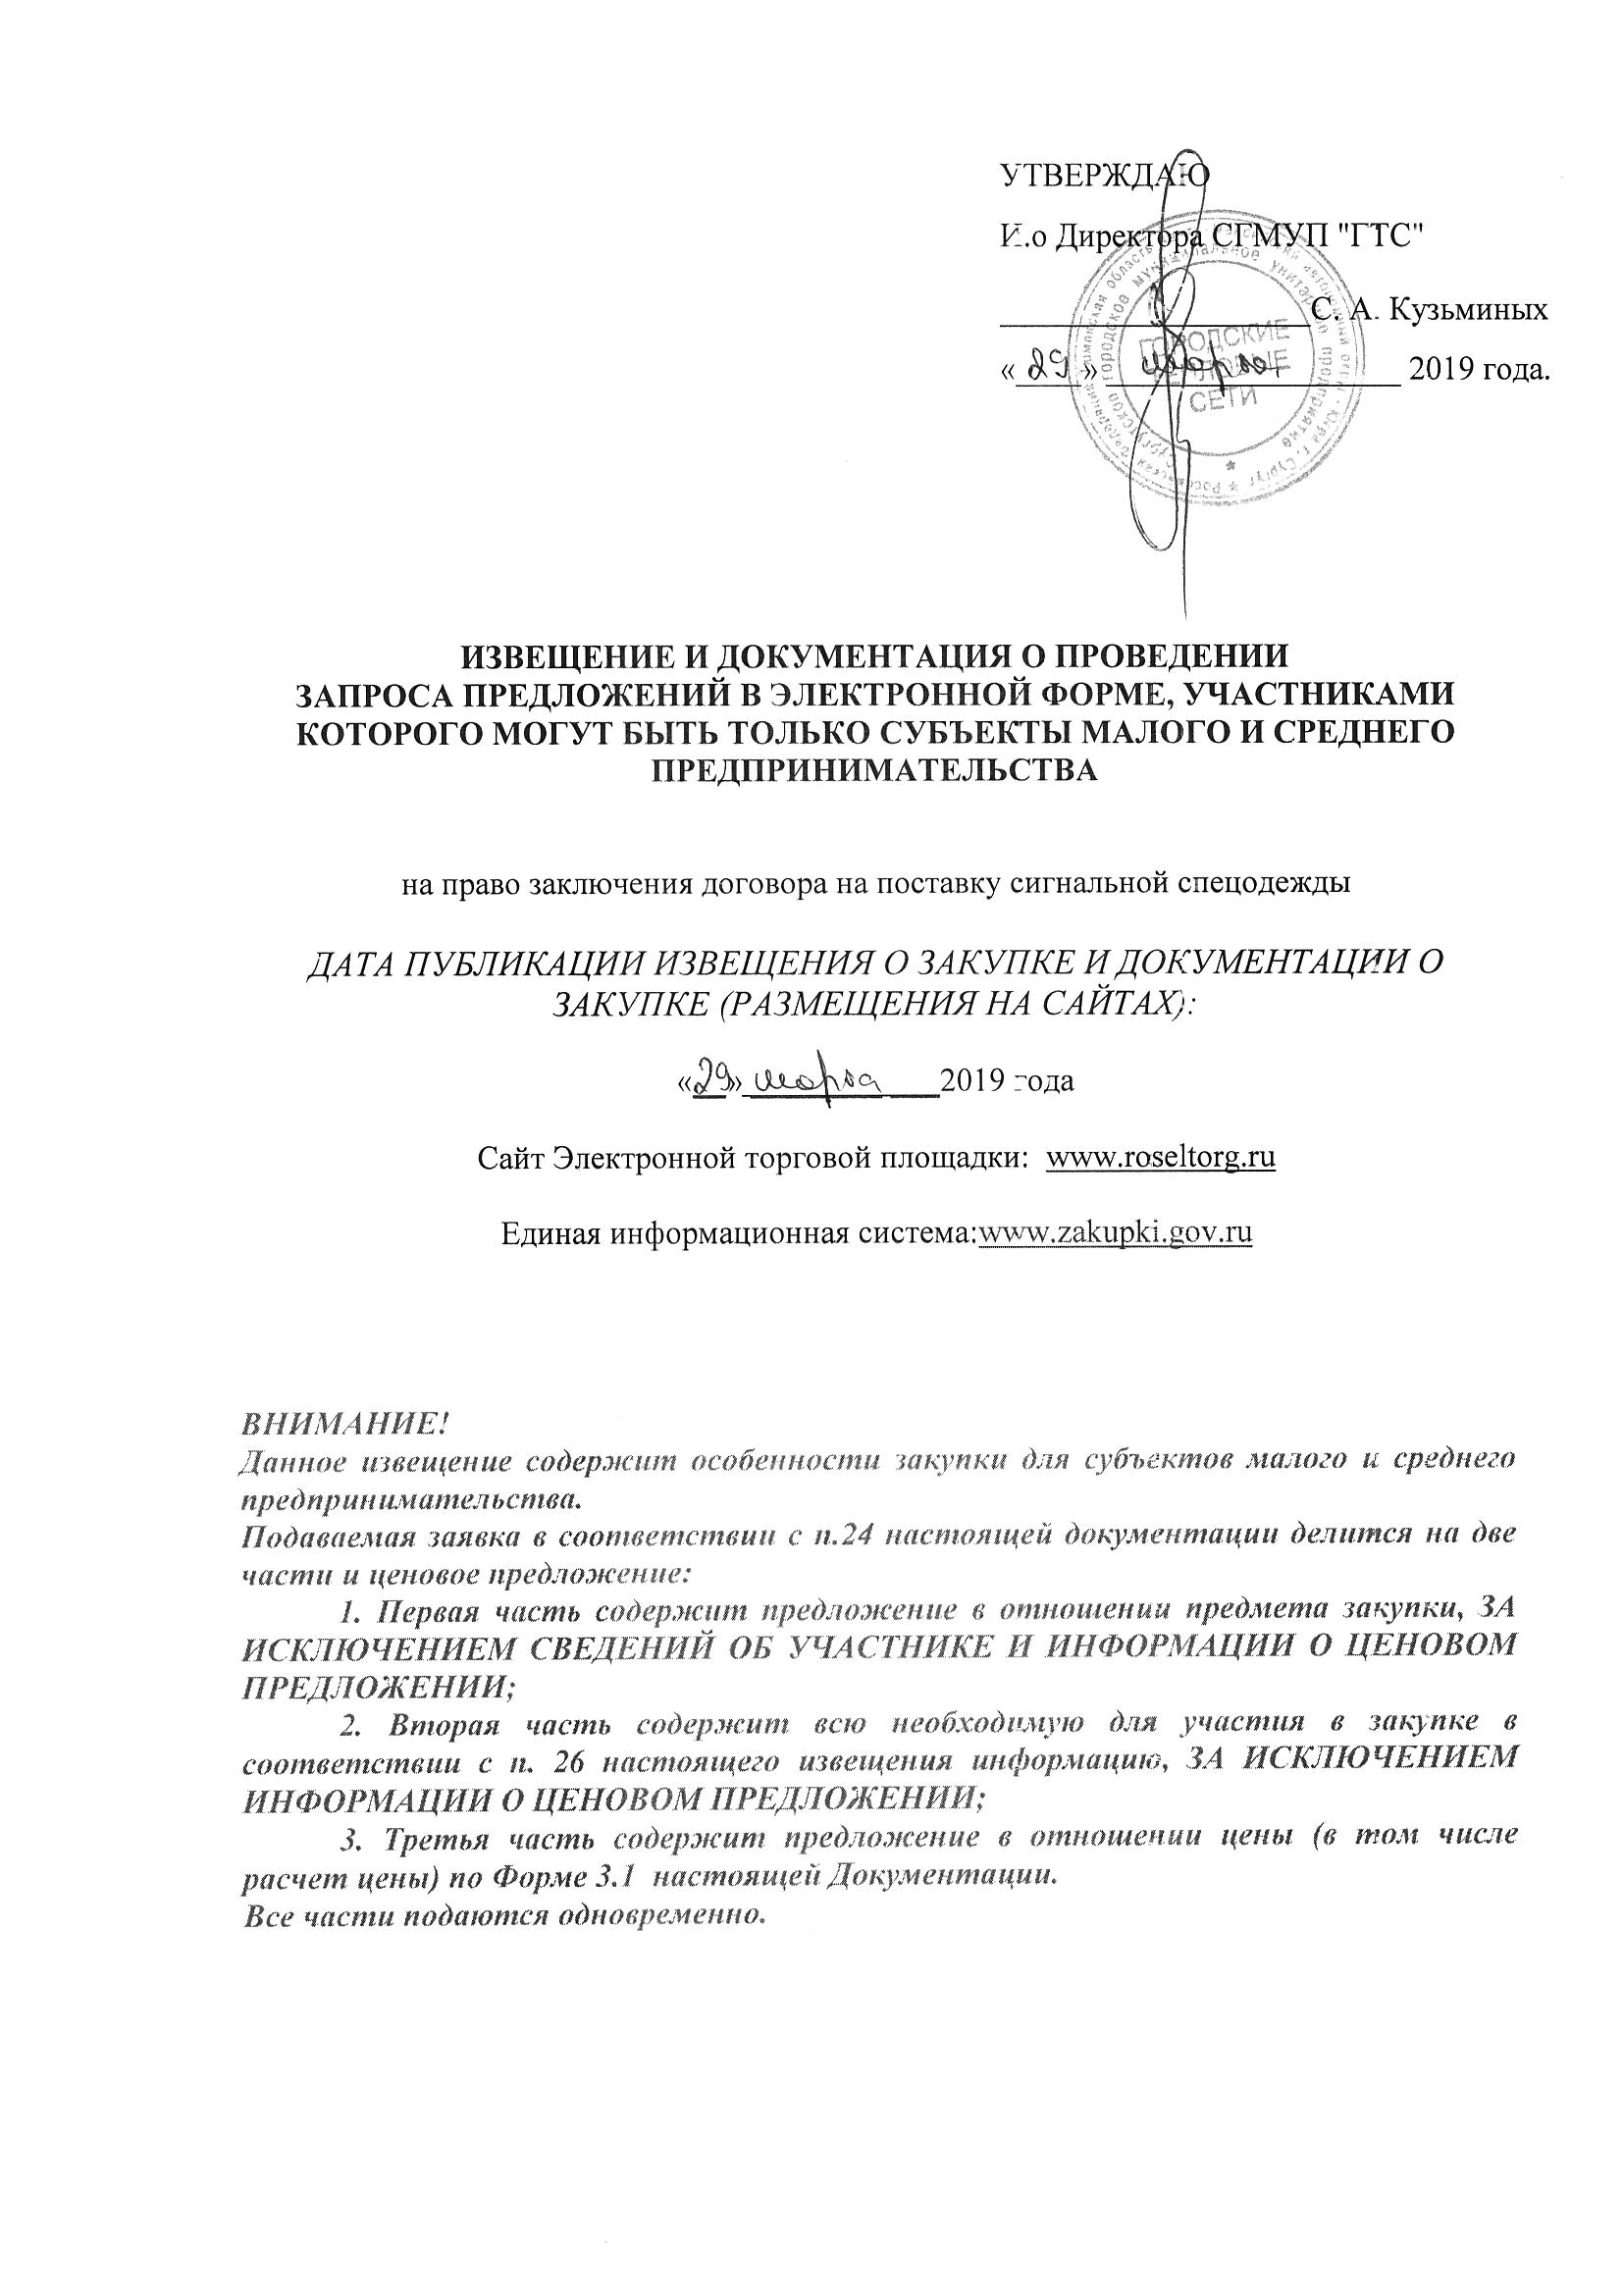 УТВЕРЖДАЮ
И.о Директора СГМУП "ГТС"
С. А. Кузьминых
«29» марта 2019 года.
ГОРОДСКИЕ
ТЕПЛОВЫЕ
СЕТИ
ИЗВЕЩЕНИЕ И ДОКУМЕНТАЦИЯ О ПРОВЕДЕНИИ
ЗАПРОСА ПРЕДЛОЖЕНИЙ В ЭЛЕКТРОННОЙ ФОРМЕ, УЧАСТНИКАМИ
КОТОРОГО МОГУТ БЫТЬ ТОЛЬКО СУБЪЕКТЫ МАЛОГО И СРЕДНЕГО
ПРЕДПРИНИМАТЕЛЬСТВА
на право заключения договора на поставку сигнальной спецодежды
ДАТА ПУБЛИКАЦИИ ИЗВЕЩЕНИЯ О ЗАКУПКЕ И ДОКУМЕНТАЦИИ О
ЗАКУПКЕ (РАЗМЕЩЕНИЯ НА САЙТАХ):
«29» марта 2019 года
Сайт Электронной торговой площадки: www.roseltorg.ru
Единая информационная система:www.zakupki.gov.ru
ВНИМАНИЕ!
Данное извещение содержит особенности закупки для субъектов малого и среднего
предпринимательства.
Подаваемая заявка в соответствии с п.24 настоящей документации делится на две
части и ценовое предложение:
1. Первая часть содержит предложение в отношении предмета закупки, ЗА
ИСКЛЮЧЕНИЕМ СВЕДЕНИЙ ОБ УЧАСТНИКЕ И ИНФОРМАЦИИ О ЦЕНОВОМ
ПРЕДЛОЖЕНИИ;
2. Вторая часть содержит всю необходимую для участия в закупке в
соответствии с п. 26 настоящего извещения информацию, ЗА ИСКЛЮЧЕНИЕМ
ИНФОРМАЦИИ О ЦЕНОВОМ ПРЕДЛОЖЕНИИ;
3. Третья часть содержит предложение в отношении цены (в том числе
расчет цены) по Форме 3.1 настоящей Документации.
Все части подаются одновременно.